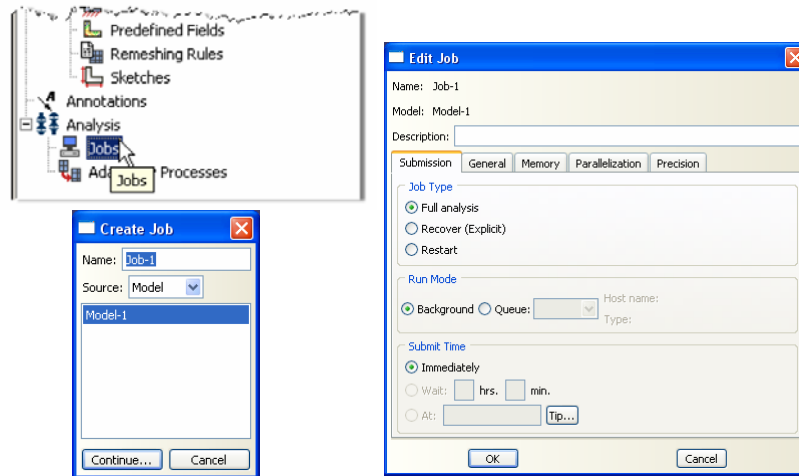 Predefined Fields
Remeshing Rules
Sketches
Annotations
Analysis
Jobs
Processes
Jobs
Create Job
Name: Job-1
Source: Model
Model-1
Continue... Cancel
Edit Job
Name: Job-1
Model: Model-1
Description:
Submission General Memory Parallelization Precision
Job Type
Full analysis
Recover (Explicit)
Restart
Run Mode
Background Queue: Host name:
Type:
Submit Time
Immediately
Wait: hrs. min.
At: Tip...
OK Cancel